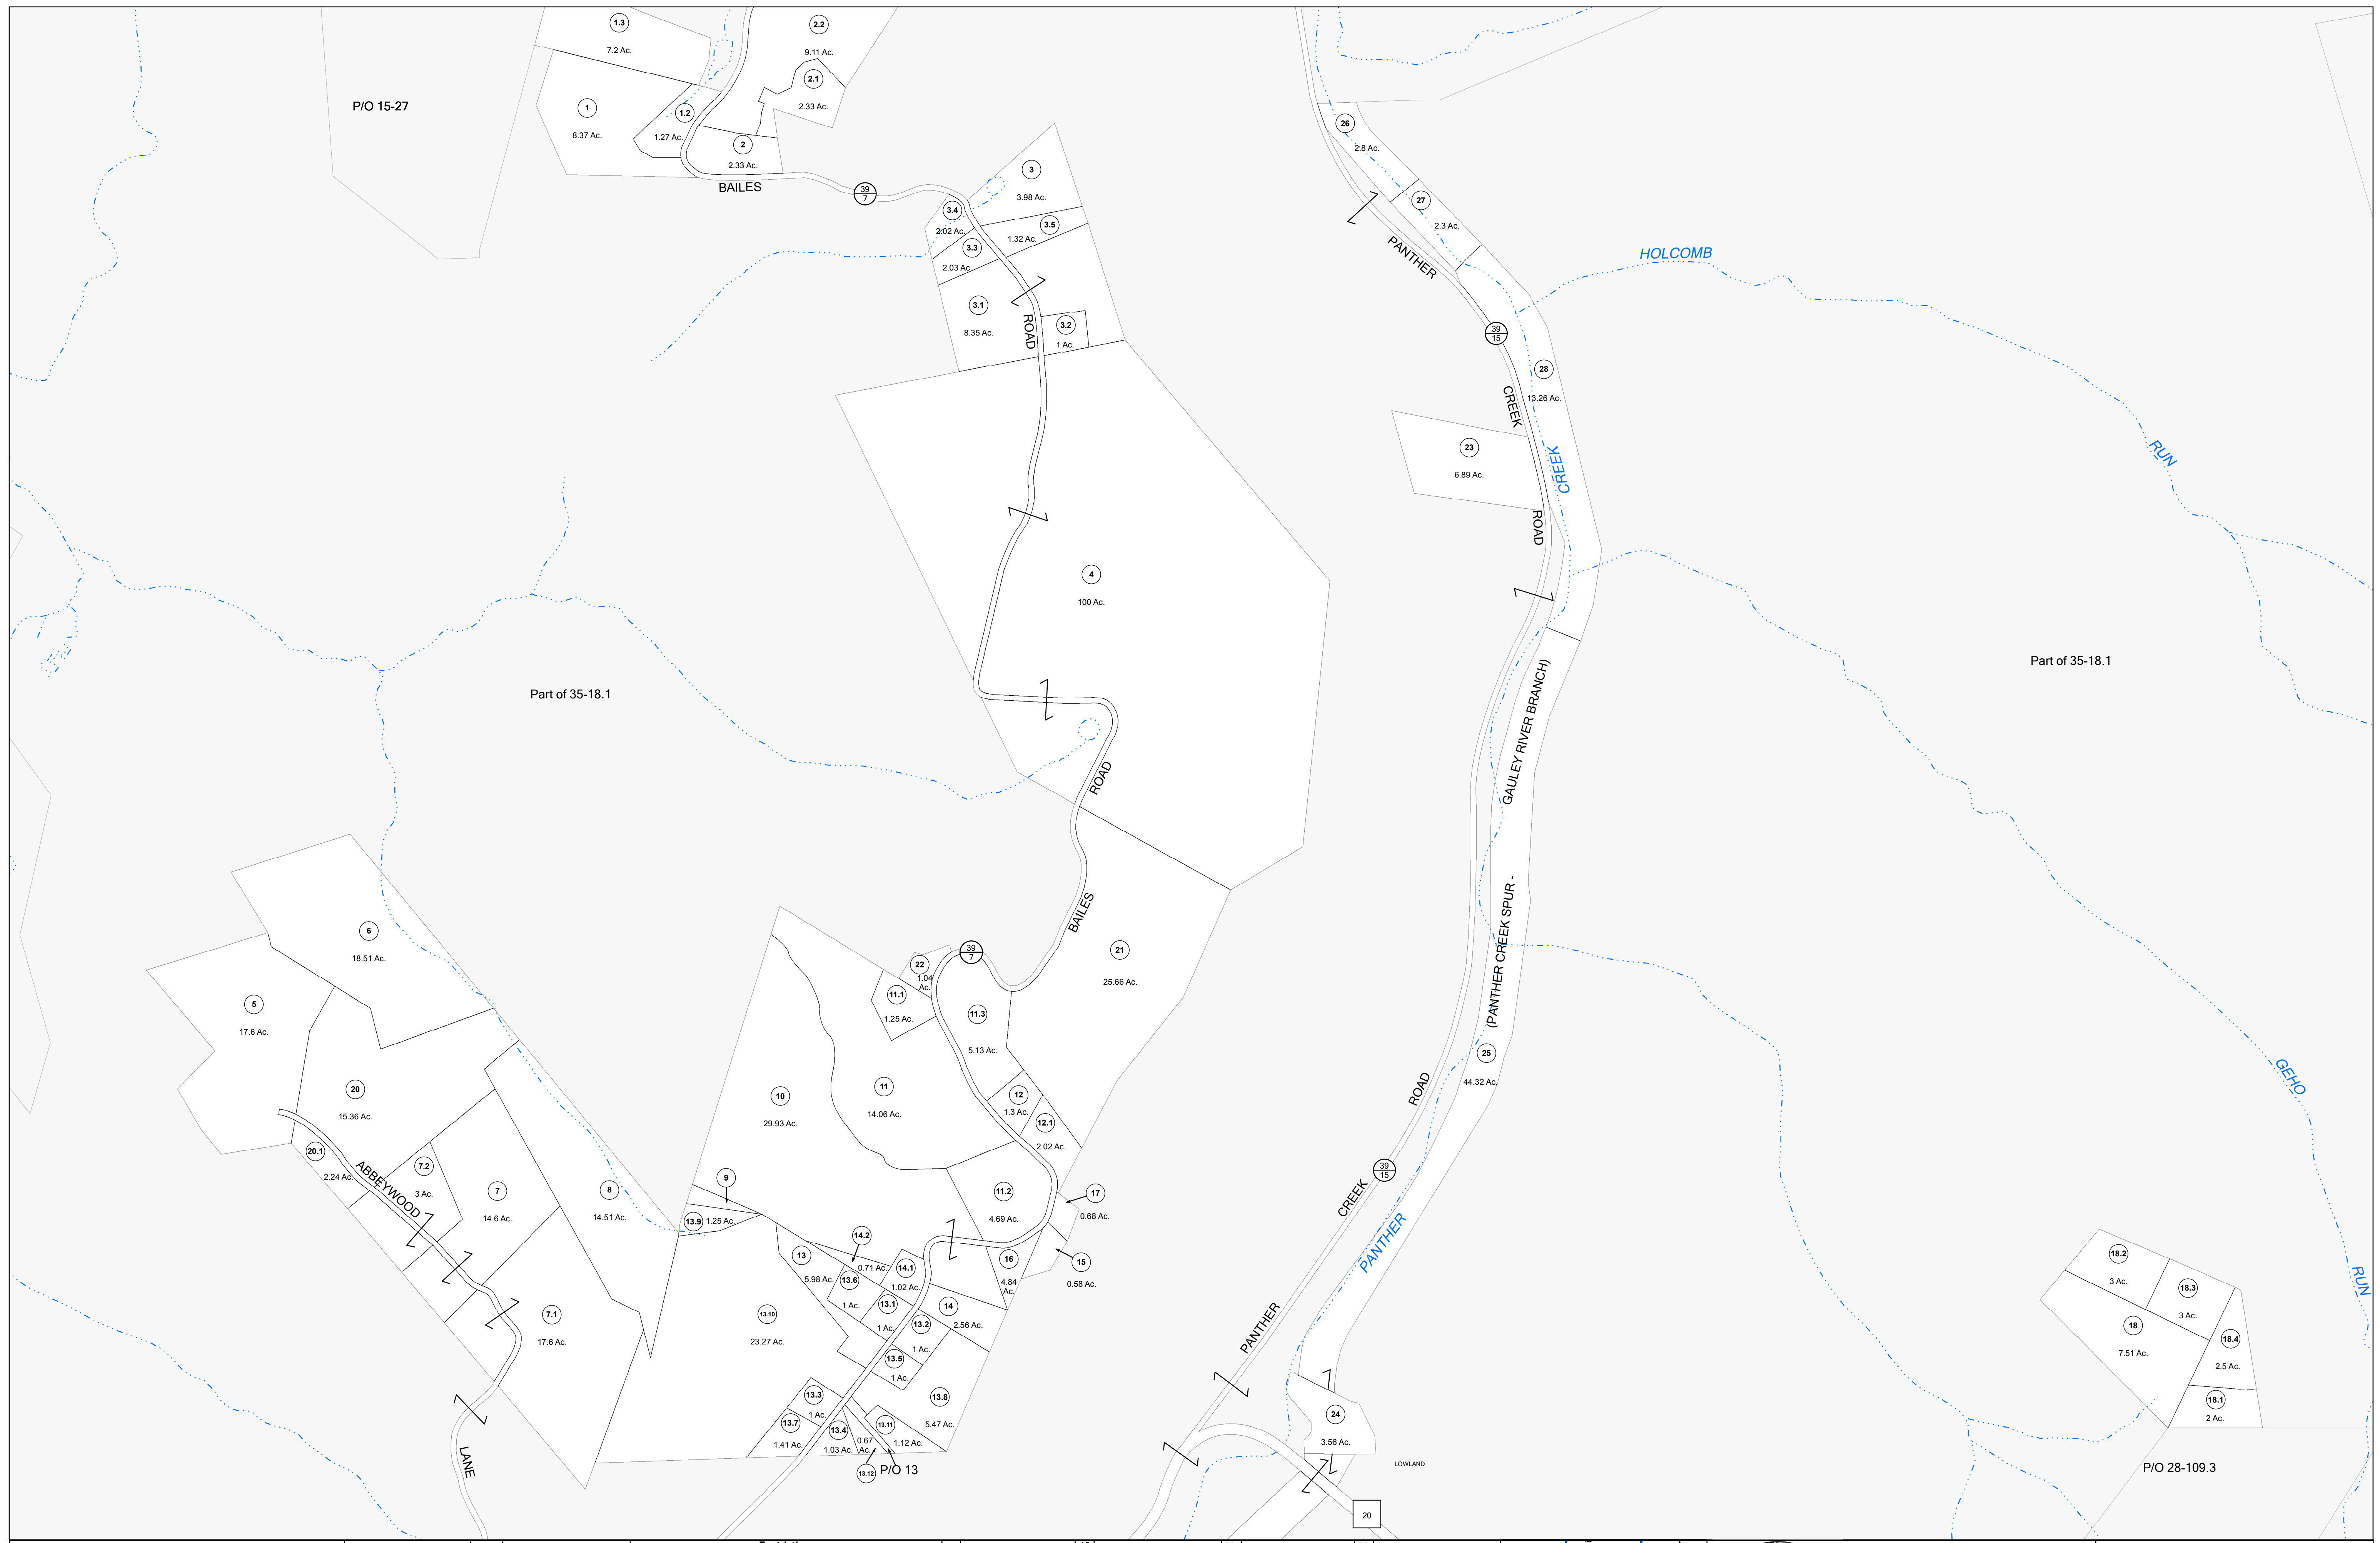 1.3
7.2 Ac.
2.2
9.11 Ac.
2.1
2.33 Ac.
P/O 15-27
1
8.37 Ac.
1.2
1.27 Ac.
2
2.33 Ac.
BAILES
39
7
3
3.98 Ac.
3.4
2.02 Ac.
3.5
1.32 Ac.
3.3
2.03 Ac.
3.1
8.35 Ac.
ROAD
3.2
1 Ac.
26
2.8 Ac.
27
2.3 Ac.
PANTHER
HOLCOMB
39
15
28
13.26 Ac.
CREEK
23
6.89 Ac.
CREEK
RUN
ROAD
4
100 Ac.
Part of 35-18.1
Part of 35-18.1
GAULEY RIVER BRANCH)
ROAD
(PANTHER CREEK SPUR -
BAILES
6
18.51 Ac.
5
17.6 Ac.
21
25.66 Ac.
39
7
22
1.04
Ac.
11.1
1.25 Ac.
11.3
5.13 Ac.
25
44.32 Ac.
GEHO
20
15.36 Ac.
10
29.93 Ac.
11
14.06 Ac.
12
1.3 Ac.
12.1
2.02 Ac.
ROAD
20.1
2.24 Ac.
ABBEYWOOD
7.2
3 Ac.
7
14.6 Ac.
8
14.51 Ac.
9
13.9
1.25 Ac.
11.2
4.69 Ac.
17
0.68 Ac.
39
15
CREEK
PANTHER
14.2
0.71 Ac.
13
5.98 Ac.
13.6
1 Ac.
14.1
1.02 Ac.
16
4.84
Ac.
15
0.58 Ac.
18.2
3 Ac.
18.3
3 Ac.
RUN
7.1
17.6 Ac.
13.10
23.27 Ac.
13.1
1 Ac.
14
2.56 Ac.
13.2
1 Ac.
13.5
1 Ac.
PANTHER
18
7.51 Ac.
18.4
2.5 Ac.
18.1
2 Ac.
13.3
1 Ac.
13.8
5.47 Ac.
13.7
1.41 Ac.
13.4
1.03 Ac.
0.67
Ac.
13.11
1.12 Ac.
24
3.56 Ac.
LANE
13.12
P/O 13
LOWLAND
P/O 28-109.3
20